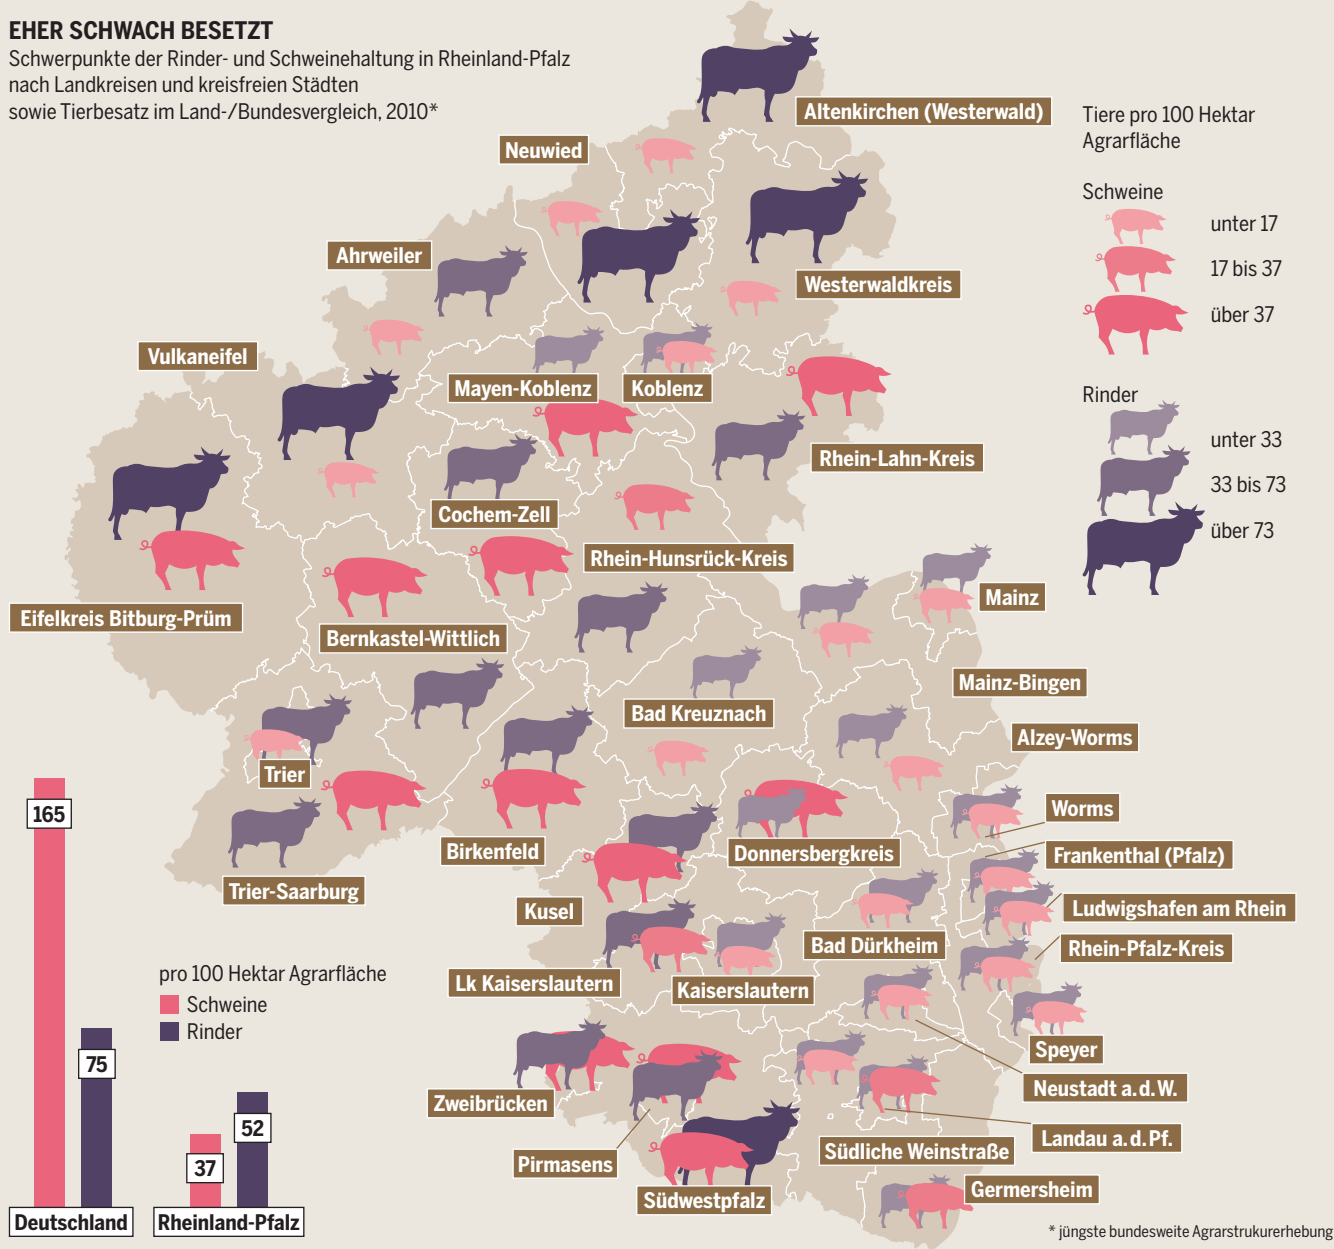 EHER SCHWACH BESETZT
Schwerpunkte der Rinder- und Schweinehaltung in Rheinland-Pfalz
nach Landkreisen und kreisfreien Städten
sowie Tierbesatz im Land-/Bundesvergleich, 2010*
Tiere pro 100 Hektar
Agrarfläche
Schweine
unter 17
17 bis 37
über 37
Rinder
unter 33
33 bis 73
über 73
Altenkirchen (Westerwald)
Neuwied
Ahrweiler
Westerwaldkreis
Vulkaneifel
Mayen-Koblenz
Koblenz
Rhein-Lahn-Kreis
Cochem-Zell
Rhein-Hunsrück-Kreis
Mainz
Eifelkreis Bitburg-Prüm
Bernkastel-Wittlich
Mainz-Bingen
Bad Kreuznach
Alzey-Worms
Trier
Worms
Birkenfeld
Donnersbergkreis
Frankenthal (Pfalz)
Trier-Saarburg
Kusel
Ludwigshafen am Rhein
Bad Dürkheim
Rhein-Pfalz-Kreis
Lk Kaiserslautern
Kaiserslautern
Speyer
Neustadt a.d.W.
Zweibrücken
Landau a.d.Pf.
Pirmasens
Südliche Weinstraße
Südwestpfalz
Germersheim
pro 100 Hektar Agrarfläche
Schweine
Rinder
165
75
37
52
Deutschland
Rheinland-Pfalz
* jüngste bundesweite Agrarstrukurerhebung